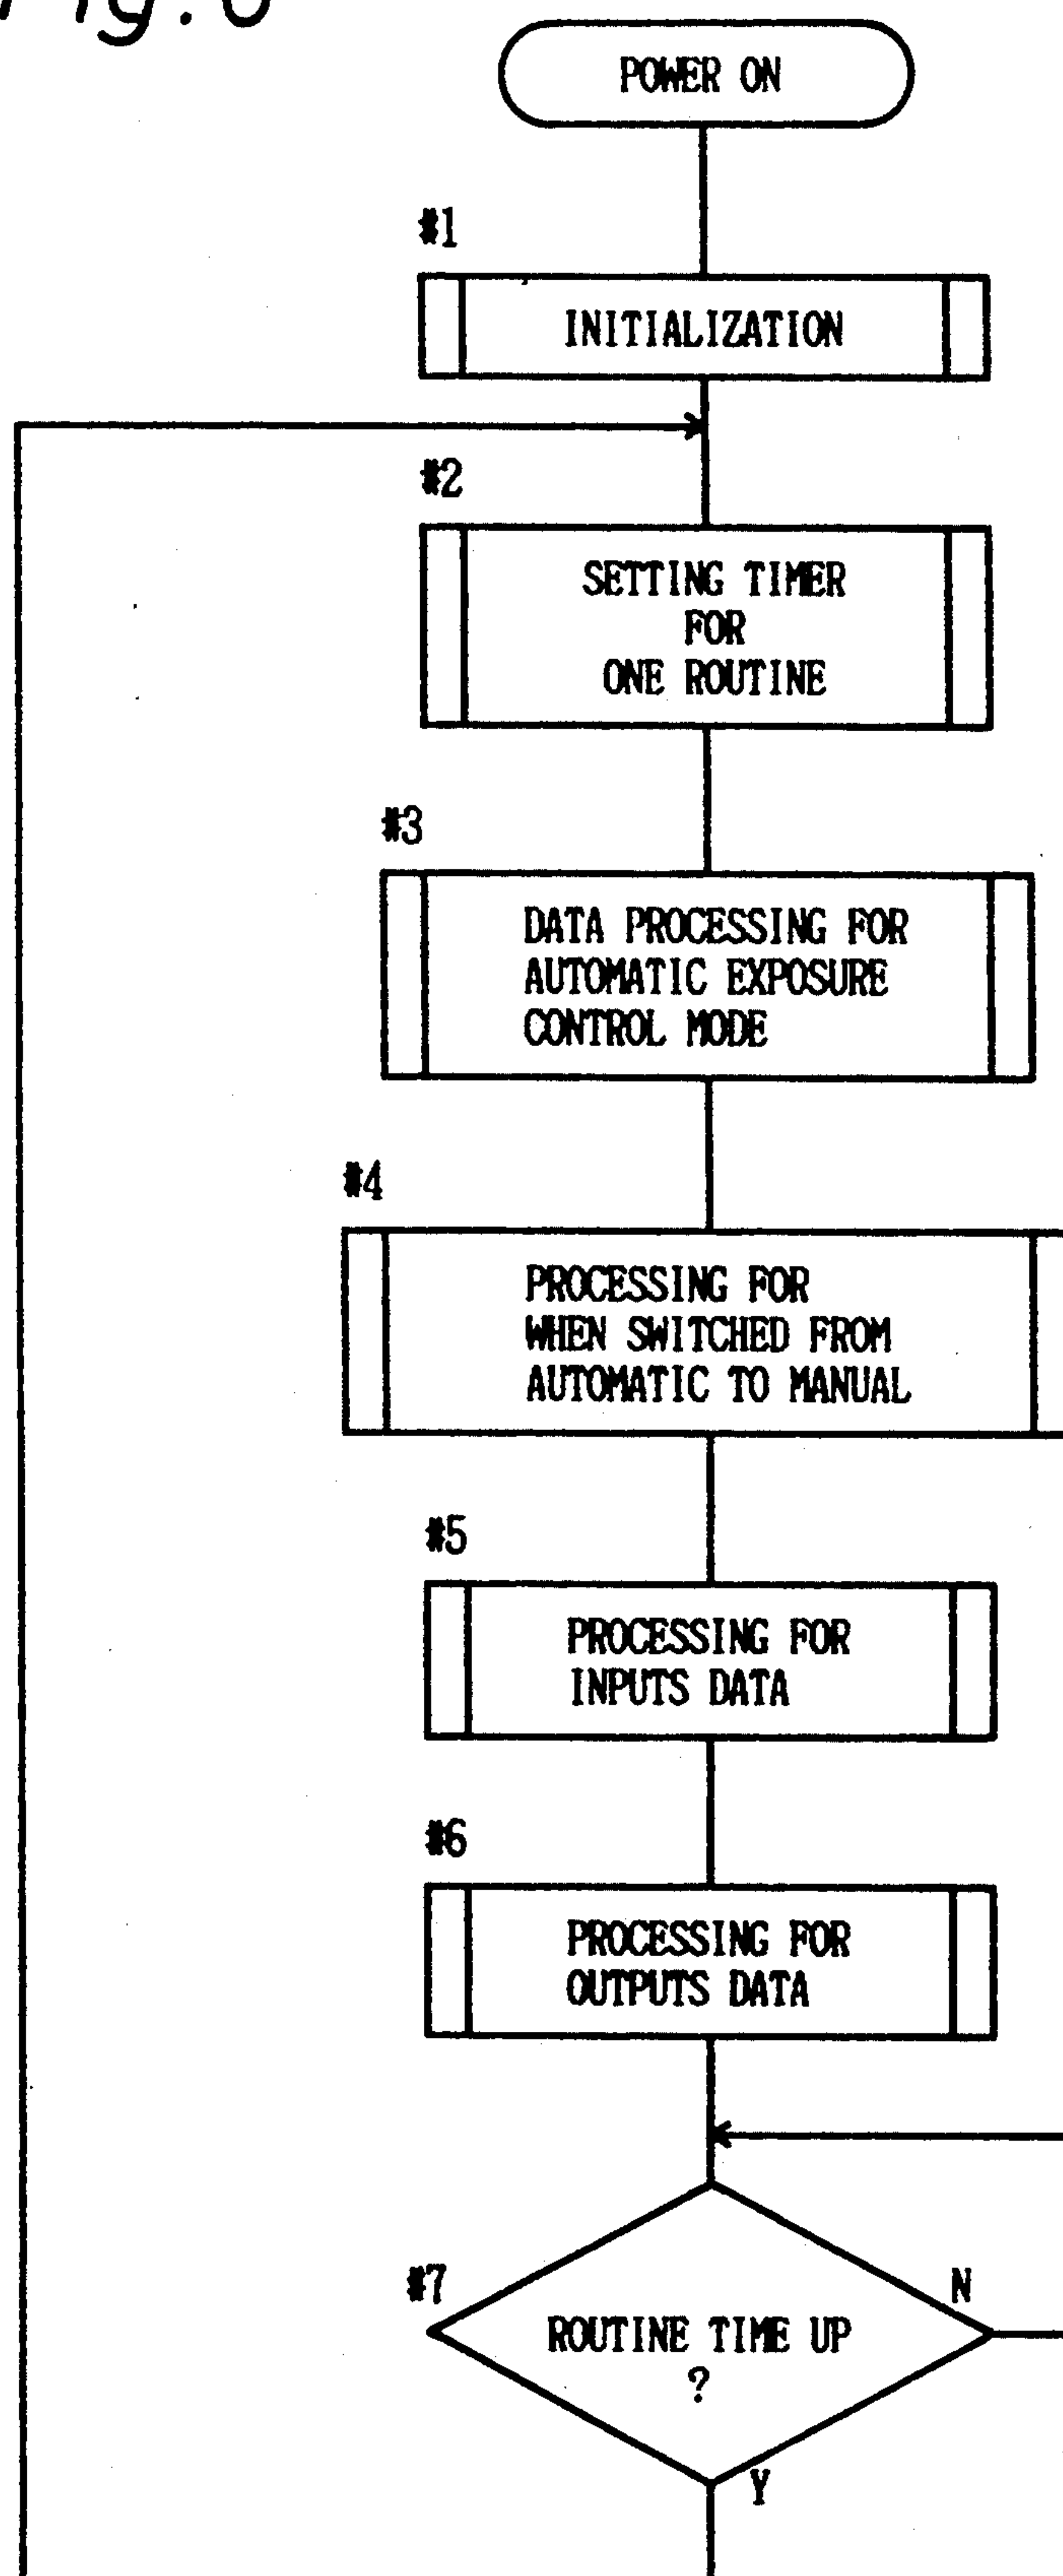 POWER ON
#1
INITIALIZATION
#2
SETTING TIMER
FOR
ONE ROUTINE
#3
DATA PROCESSING FOR
AUTOMATIC EXPOSURE
CONTROL MODE
#4
PROCESSING FOR
WHEN SWITCHED FROM
AUTOMATIC TO MANUAL
#5
PROCESSING FOR
INPUTS DATA
#6
PROCESSING FOR
OUTPUTS DATA
#7
N
ROUTINE TIME UP
?
Y